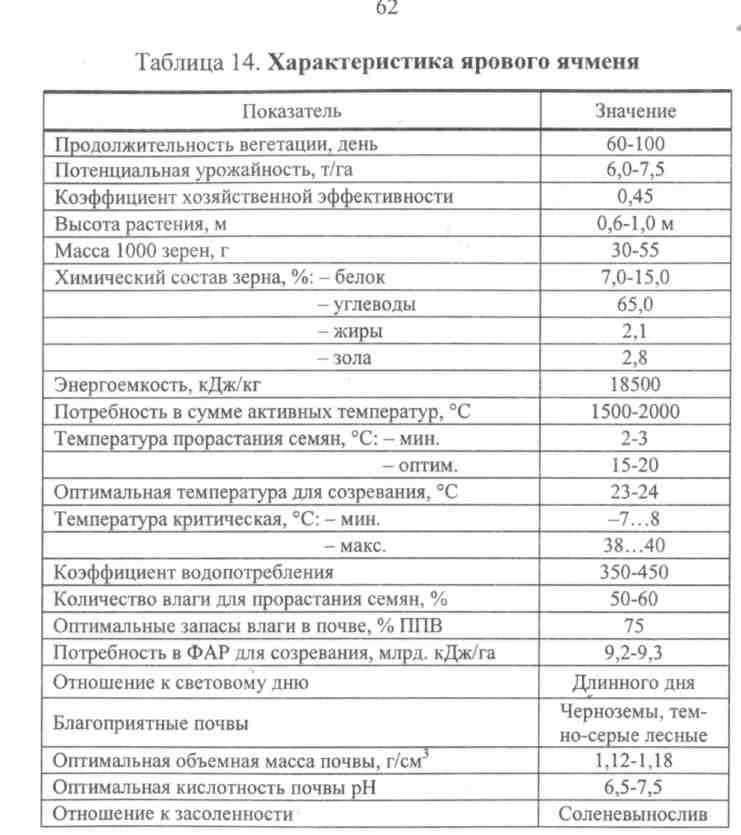 62
Таблица 14. Характеристика ярового ячменя
Показатель Значение
Продолжительность вегетации, день 60-100
Потенциальная урожайность, т/га 6,0-7,5
Коэффициент хозяйственной эффективности 0,45
Высота растения, м 0,6-1,0 м
Масса 1000 зерен, г 30-55
Химический состав зерна, %: – белок 7,0-15,0
– углеводы 65,0
– жиры 2,1
– зола 2,8
Энергоемкость, кДж/кг 18500
Потребность в сумме активных температур, °С 1500-2000
Температура прорастания семян, °С: – мин. 2-3
– оптим. 15-20
Оптимальная температура для созревания, °С 23-24
Температура критическая, °С: – мин. –7...8
– макс. 38...40
Коэффициент водопотребления 350-450
Количество влаги для прорастания семян, % 50-60
Оптимальные запасы влаги в почве, % ППВ 75
Потребность в ФАР для созревания, млрд. кДж/га 9,2-9,3
Отношение к световому дню Длинного дня
Благоприятные почвы Черноземы, тем-
но-серые лесные
Оптимальная объемная масса почвы, г/см³ 1,12-1,18
Оптимальная кислотность почвы рН 6,5-7,5
Отношение к засоленности Соленевынослив